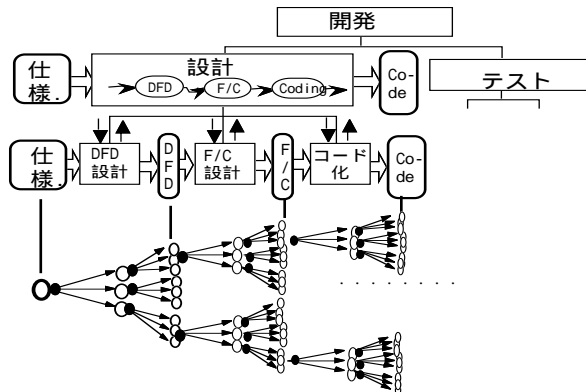 開発
設計
仕様.
DFD
F/C
Coding
Co-
de
テスト
仕様.
DFD
設計
D
F
D
F/C
設計
F
/
C
コード
化
Co-
de
. . . . . . . .